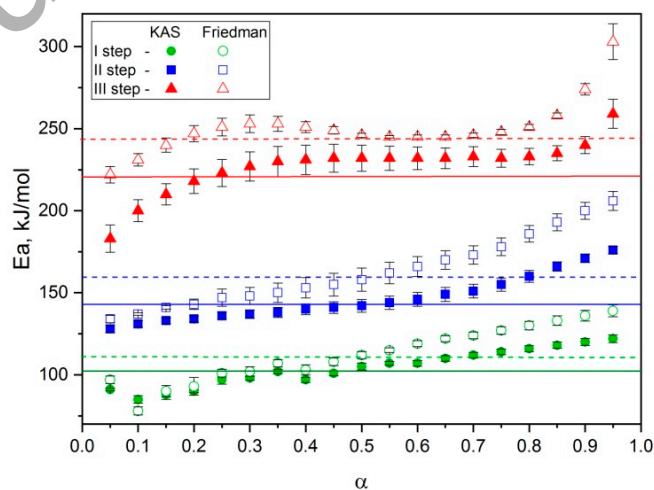 KAS Friedman
I step -
II step -
III step -
300
250
200
150
100
Ea, kJ/mol
0.0 0.1 0.2 0.3 0.4 0.5 0.6 0.7 0.8 0.9 1.0
α